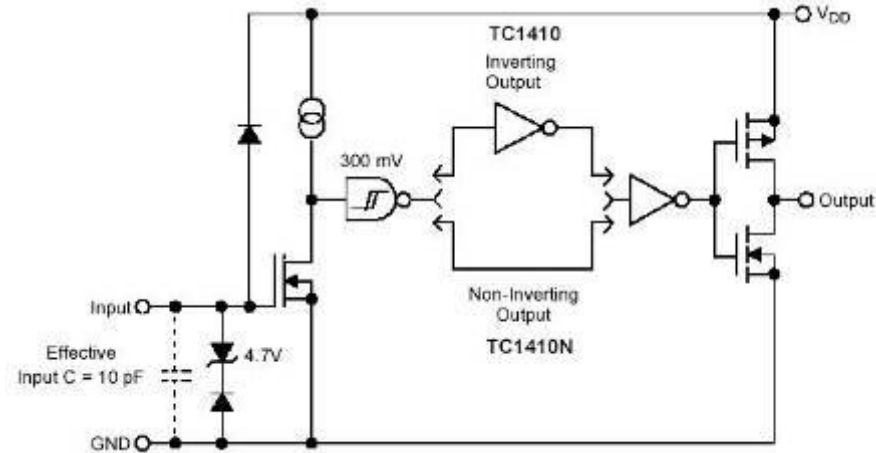 V_DD
TC1410
Inverting
Output
300 mV
Output
Input
Non-Inverting
Output
TC1410N
4.7V
Effective
Input C = 10 pF
GND